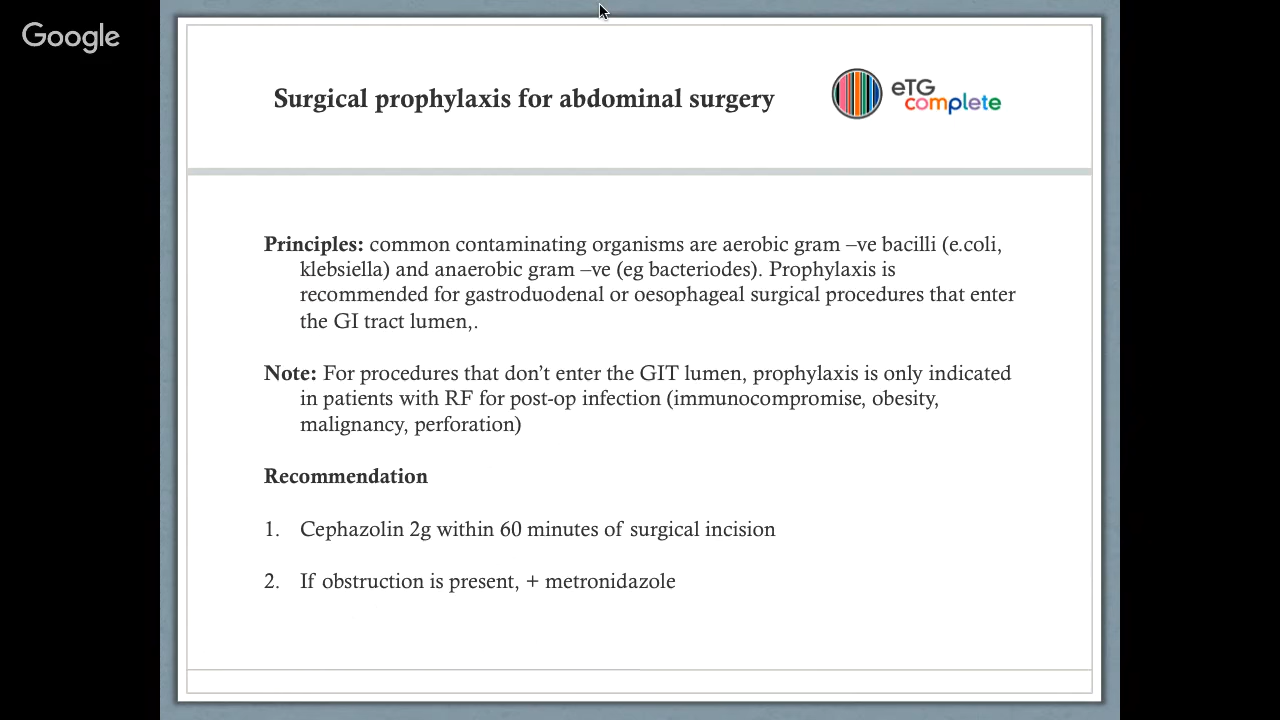 Google
Surgical prophylaxis for abdominal surgery
eTG
complete
Principles: common contaminating organisms are aerobic gram –ve bacilli (e.coli,
klebsiella) and anaerobic gram –ve (eg bacteriodes). Prophylaxis is
recommended for gastroduodenal or oesophageal surgical procedures that enter
the GI tract lumen,.
Note: For procedures that don’t enter the GIT lumen, prophylaxis is only indicated
in patients with RF for post-op infection (immunocompromise, obesity,
malignancy, perforation)
Recommendation
1. Cephazolin 2g within 60 minutes of surgical incision
2. If obstruction is present, + metronidazole